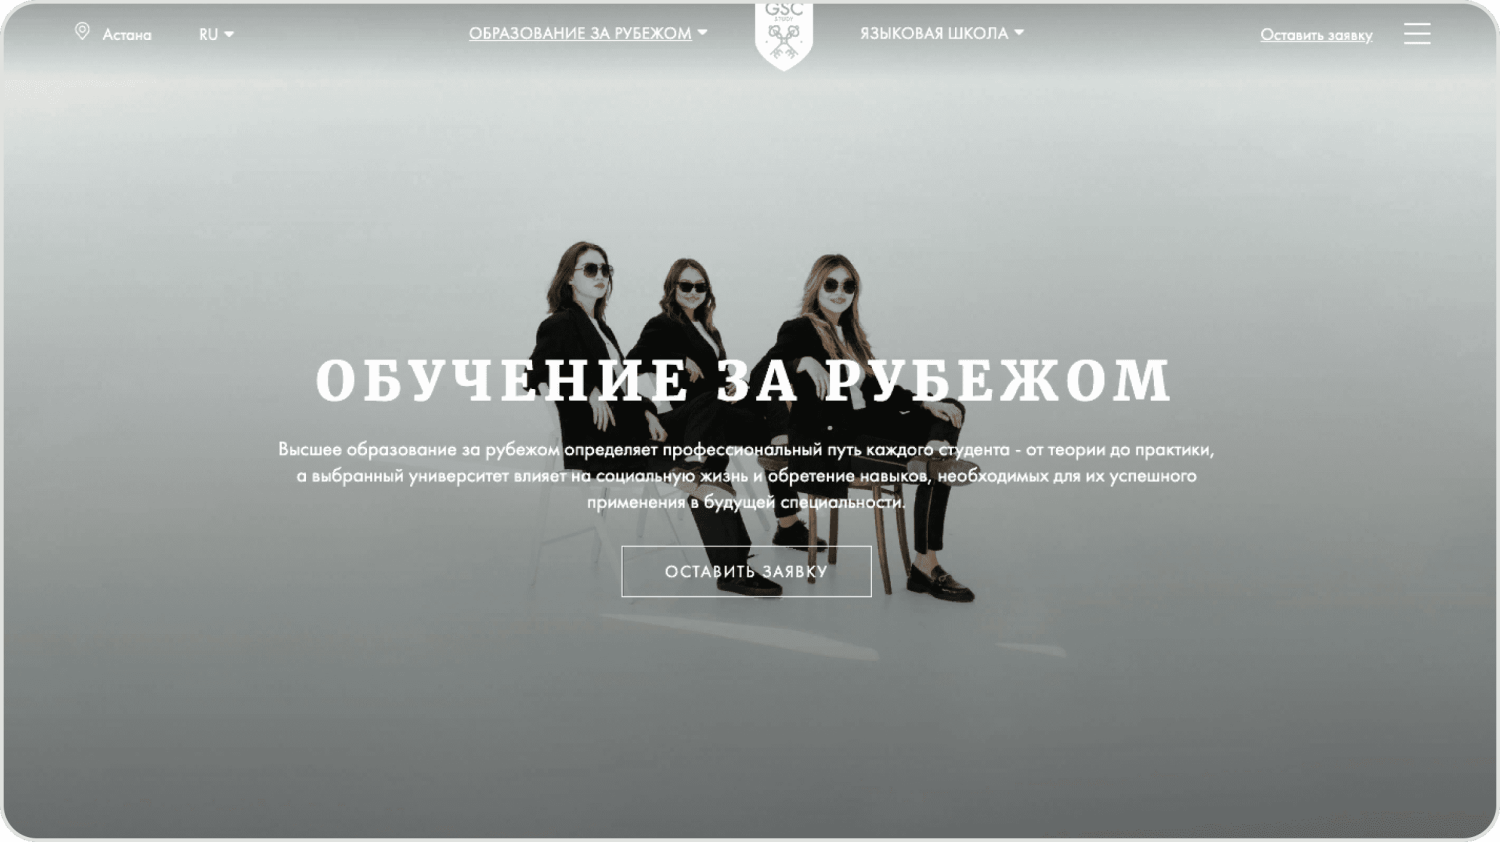 Астана
RU
ОБРАЗОВАНИЕ ЗА РУБЕЖОМ
GSC
STUDY
ЯЗЫКОВАЯ ШКОЛА
Оставить заявку
ОБУЧЕНИЕ ЗА РУБЕЖОМ
Высшее образование за рубежом определяет профессиональный путь каждого студента - от теории до практики,
а выбранный университет влияет на социальную жизнь и обретение навыков, необходимых для их успешного
применения в будущей специальности.
ОСТАВИТЬ ЗАЯВКУ